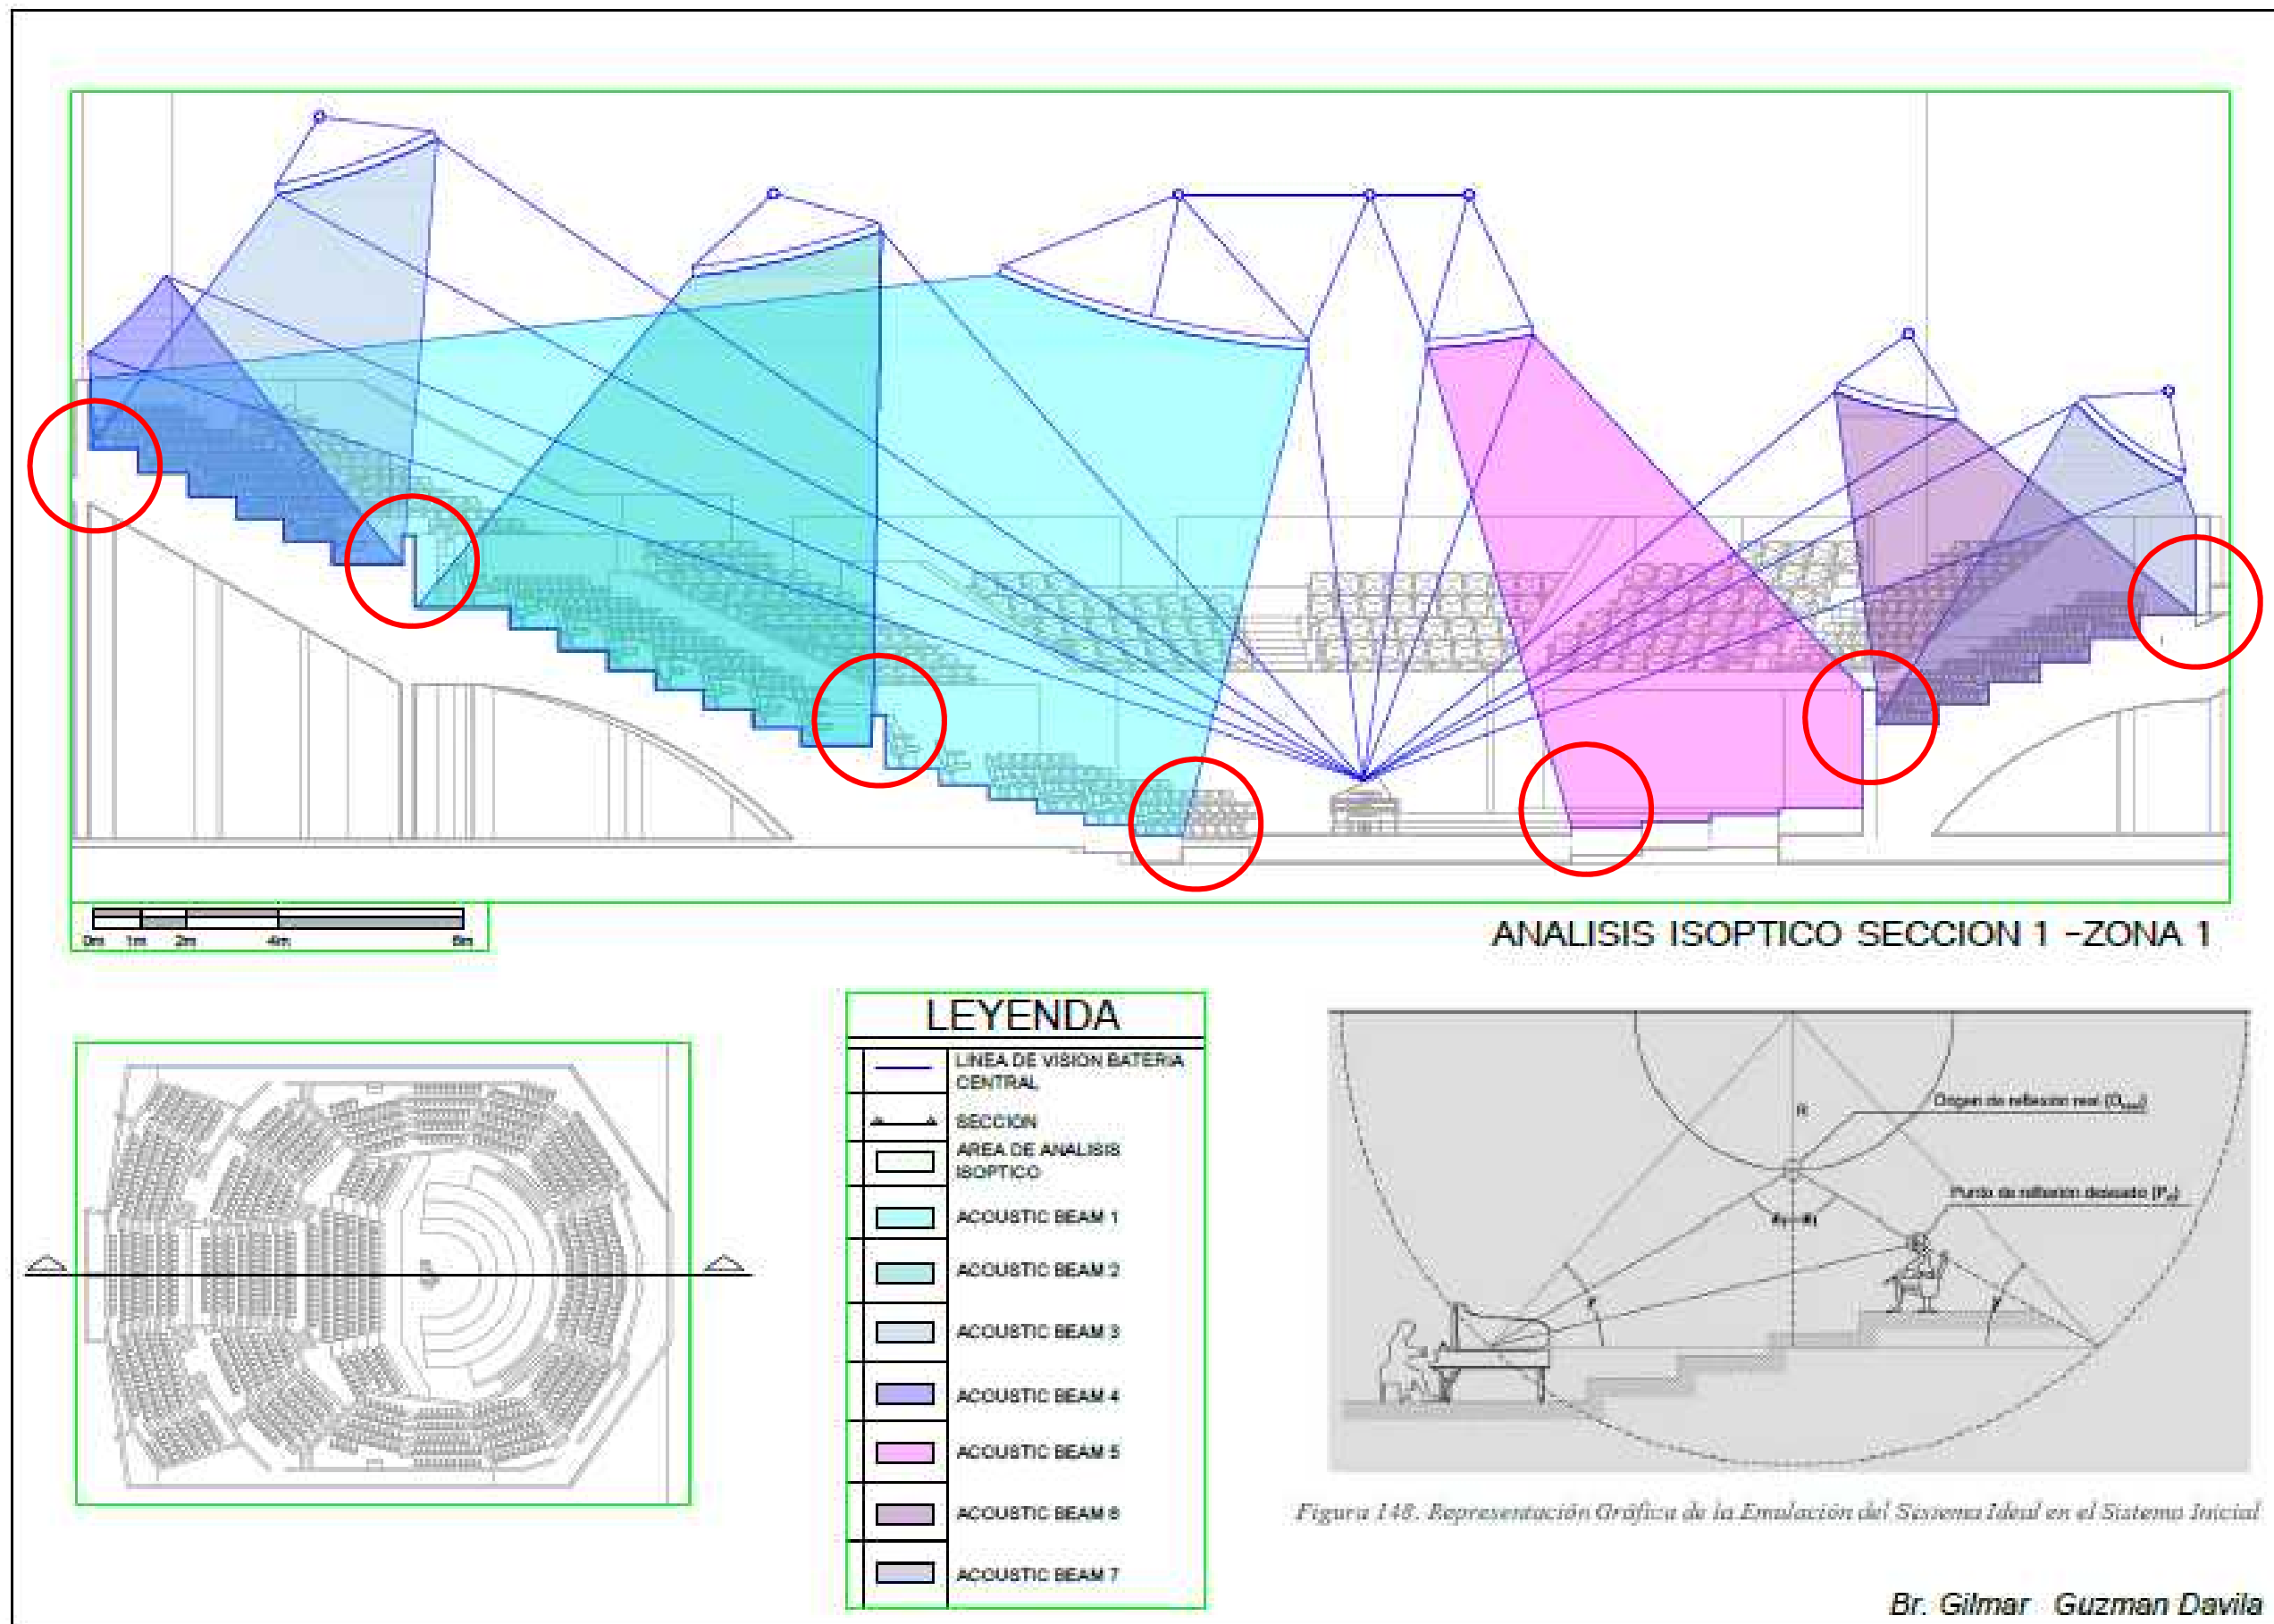 0m 1m 2m 4m 8m
ANALISIS ISOPTICO SECCION 1 -ZONA 1
LEYENDA
LINEA DE VISION BATERIA
CENTRAL
SECCION
AREA DE ANALISIS
ISOPTICO
ACOUSTIC BEAM 1
ACOUSTIC BEAM 2
ACOUSTIC BEAM 3
ACOUSTIC BEAM 4
ACOUSTIC BEAM 5
ACOUSTIC BEAM 6
ACOUSTIC BEAM 7
R
Origen de reflexión real
Punto de reflexión deseado
Figura 148. Representación Gráfica de la Emulación del Sistema Ideal en el Sistema Inicial
Br. Gilmar Guzman Davila